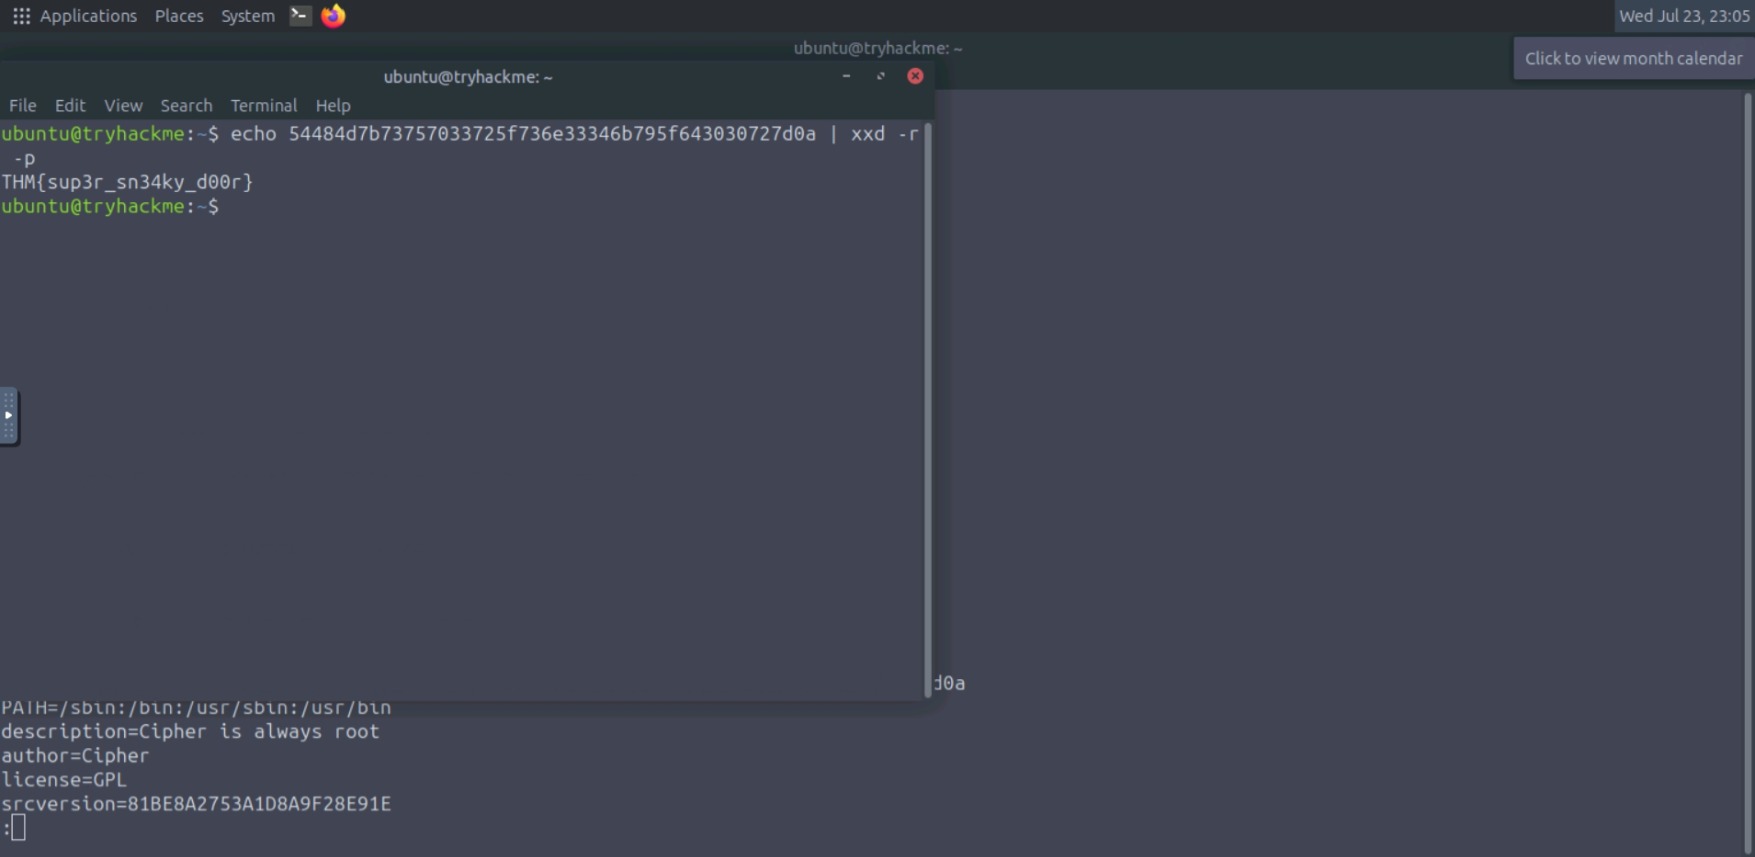 Applications Places System Wed Jul 23, 23:05
ubuntu@tryhackme: ~
Click to view month calendar
ubuntu@tryhackme: ~
File Edit View Search Terminal Help
ubuntu@tryhackme:~$ echo 54484d7b73757033725f736e33346b795f643030727d0a | xxd -r
-p
THM{sup3r_sn34ky_d00r}
ubuntu@tryhackme:~$
d0a
PATH=/sbin:/bin:/usr/sbin:/usr/bin
description=Cipher is always root
author=Cipher
license=GPL
srcversion=81BE8A2753A1D8A9F28E91E
: